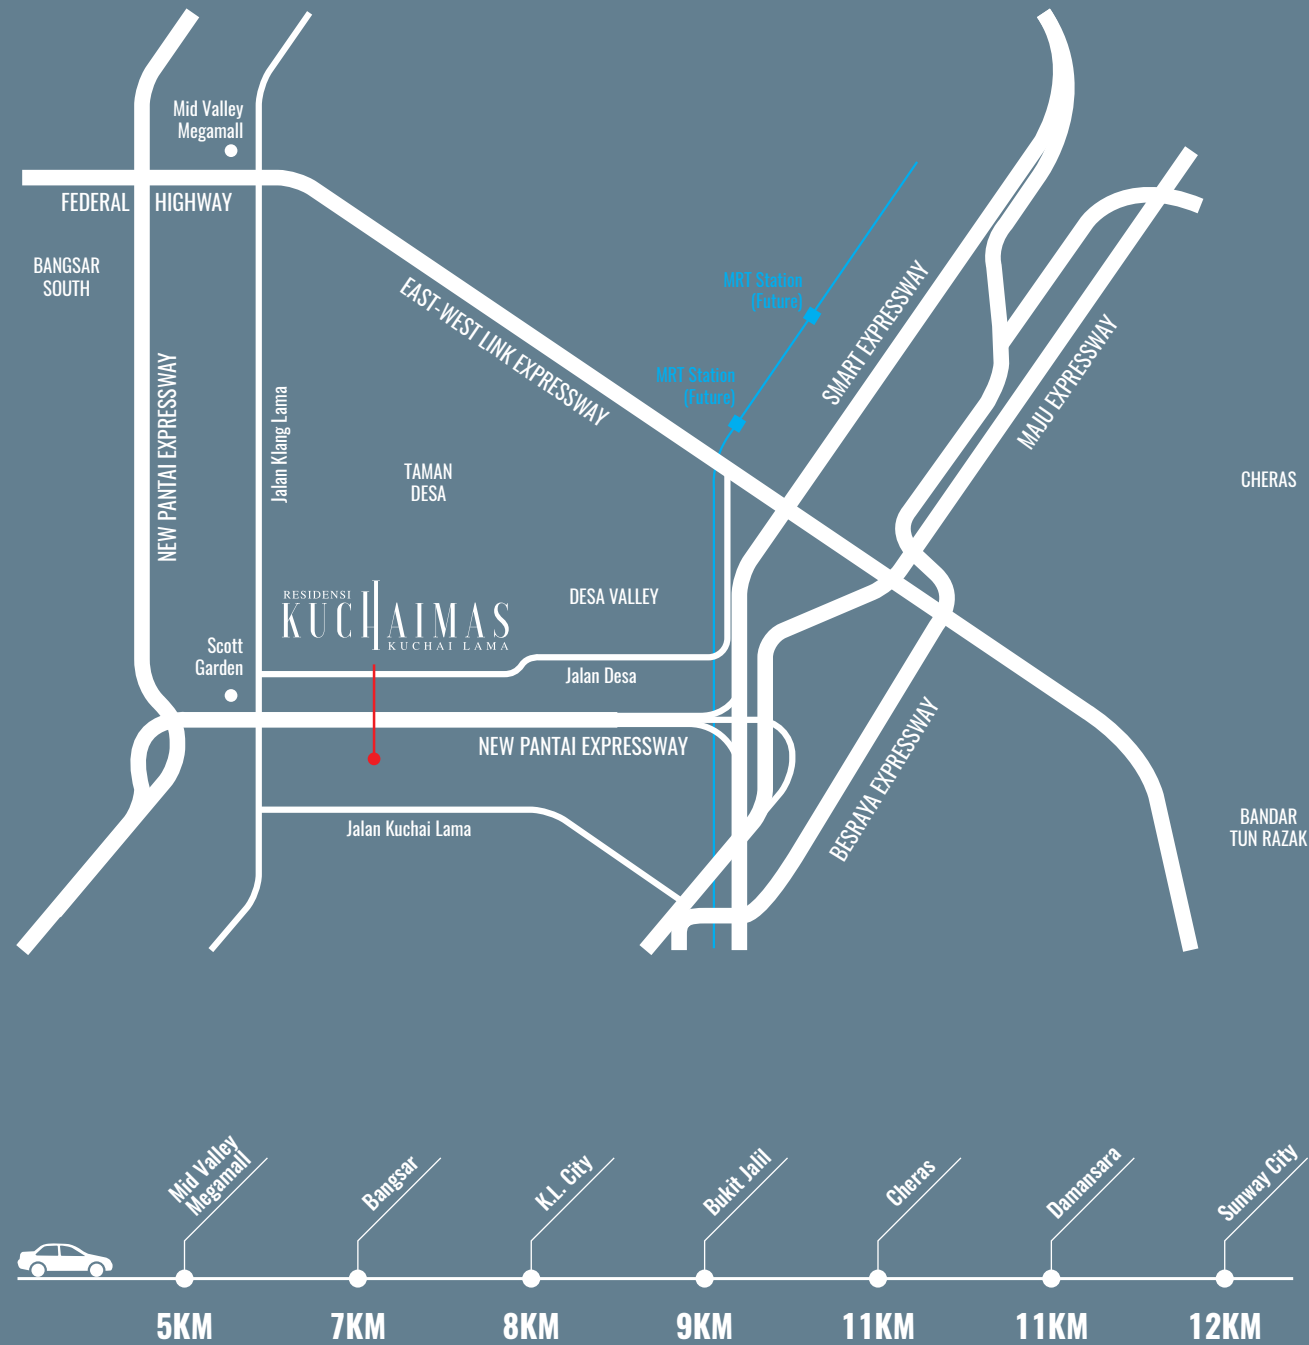 Mid Valley
Megamall
FEDERAL HIGHWAY
BANGSAR
SOUTH
EAST-WEST LINK EXPRESSWAY
MRT Station
(Future)
SMART EXPRESSWAY
MRT Station
(Future)
MAJU EXPRESSWAY
NEW PANTAI EXPRESSWAY
Jalan Klang Lama
TAMAN
DESA
CHERAS
RESIDENSI
KUCHAIMAS
KUCHAI LAMA
DESA VALLEY
Scott
Garden
Jalan Desa
NEW PANTAI EXPRESSWAY
BESRAYA EXPRESSWAY
Jalan Kuchai Lama
BANDAR
TUN RAZAK
Mid Valley
Megamall
Bangsar
K.L. City
Bukit Jalil
Cheras
Damansara
Sunway City
5KM
7KM
8KM
9KM
11KM
11KM
12KM